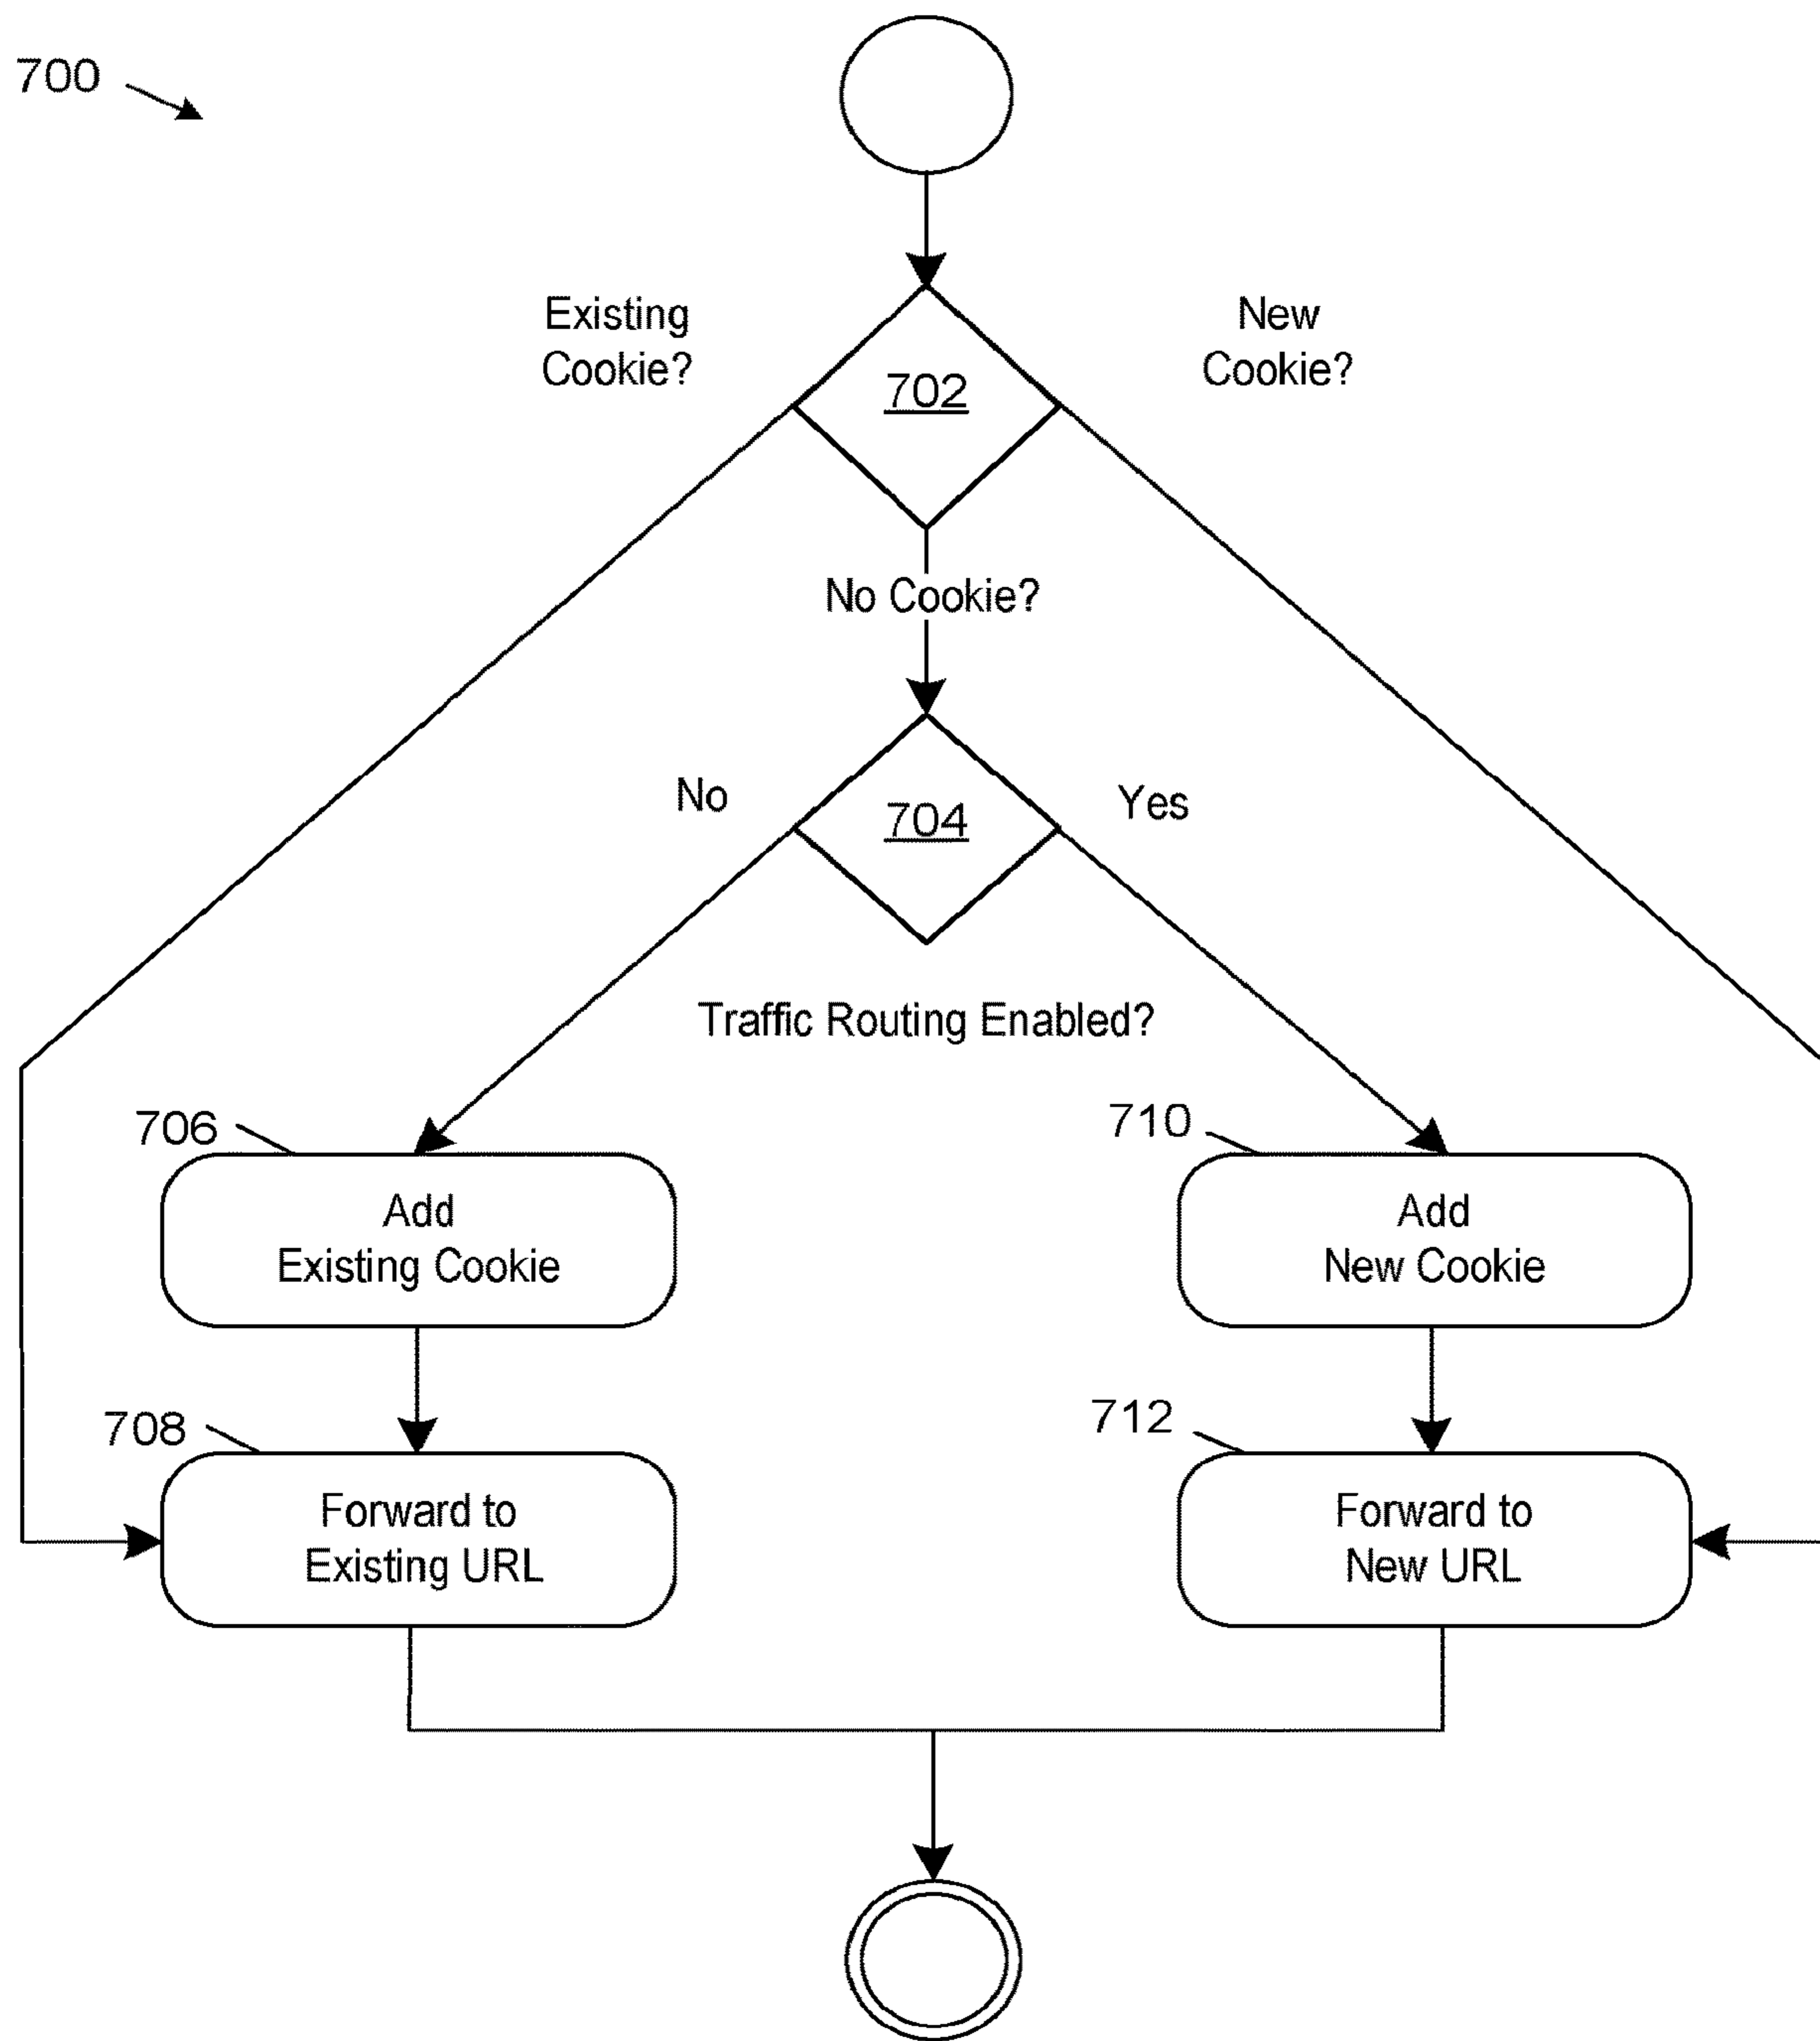 700
Existing
Cookie?
New
Cookie?
702
No Cookie?
No
704
Yes
Traffic Routing Enabled?
706
710
Add
Existing Cookie
Add
New Cookie
708
712
Forward to
Existing URL
Forward to
New URL